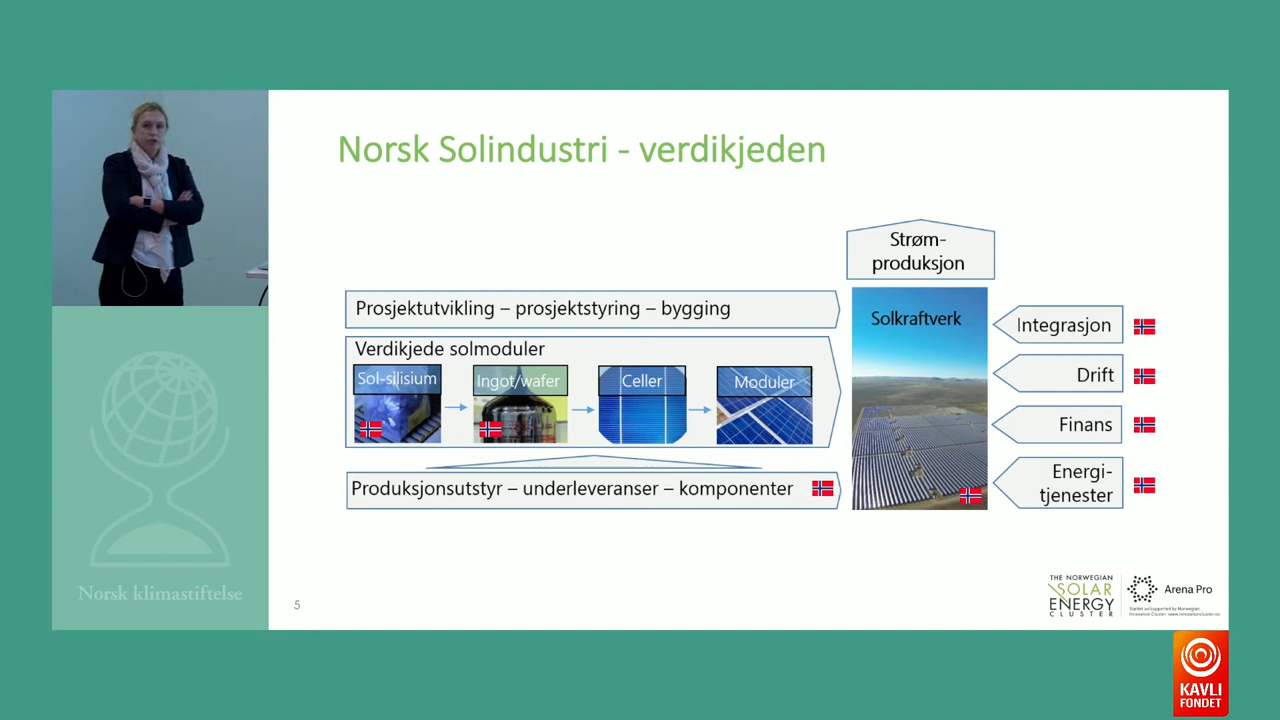 Norsk Solindustri - verdikjeden
Strøm-
produksjon
Prosjektutvikling – prosjektstyring – bygging
Solkraftverk
Integrasjon
Verdikjede solmoduler
Sol-silisium
Ingot/wafer
Celler
Moduler
Drift
Finans
Energi-
tjenester
Produksjonsutstyr – underleveranser – komponenter
Norsk klimastiftelse
5
THE NORWEGIAN
SOLAR
ENERGY
CLUSTER
Arena Pro
KAVLI
FONDET